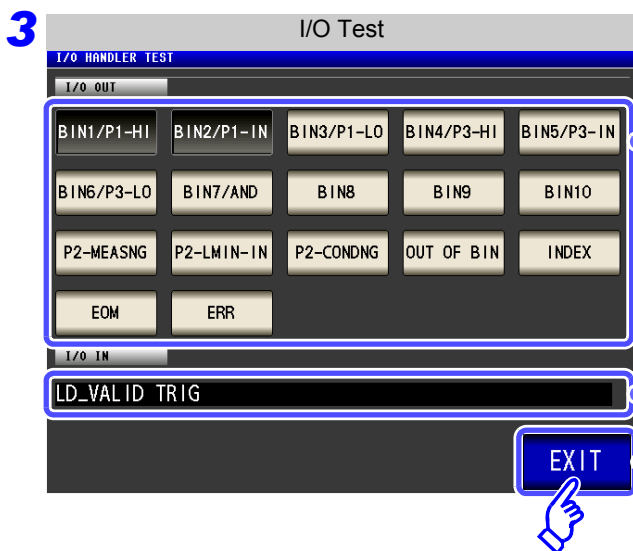 3
I/O Test
I/O HANDLER TEST
I/O OUT
BIN1/P1-HI BIN2/P1-IN BIN3/P1-LO BIN4/P3-HI BIN5/P3-IN
BIN6/P3-LO BIN7/AND BIN8 BIN9 BIN10
P2-MEASNG P2-LMIN-IN P2-CONDNG OUT OF BIN INDEX
EOM ERR
I/O IN
LD_VALID TRIG
EXIT